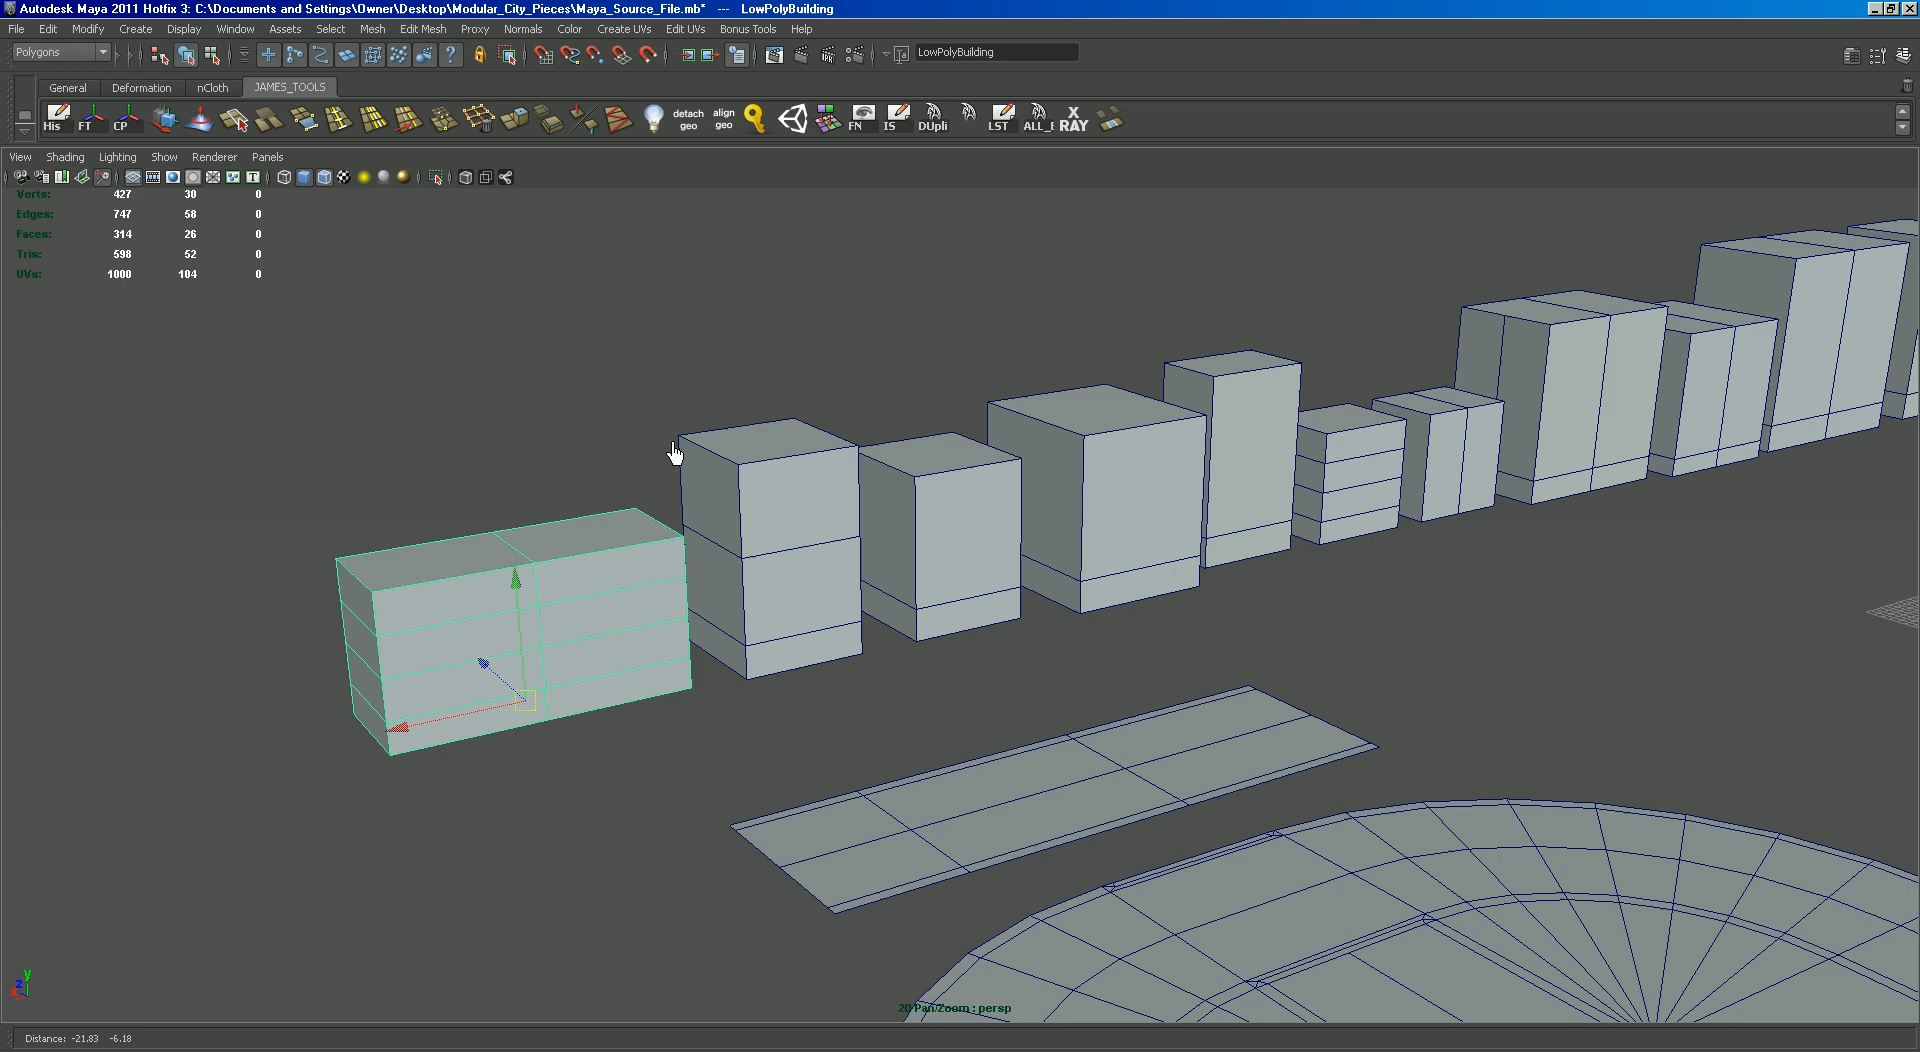 Autodesk Maya 2011 Hotfix 3: C:\Documents and Settings\Owner\Desktop\Modular_City_Pieces\Maya_Source_File.mb* --- LowPolyBuilding
File Edit Modify Create Display Window Assets Select Mesh Edit Mesh Proxy Normals Color Create UVs Edit UVs Bonus Tools Help
Polygons LowPolyBuilding
General Deformation nCloth JAMES_TOOLS
detach align X
His FT CP geo geo FN IS DUpli LST ALL_F RAY
View Shading Lighting Show Renderer Panels
Verts: 427 30 0
Edges: 747 58 0
Faces: 314 26 0
Tris: 598 52 0
UVs: 1000 104 0
y
z
x
2D Pan/Zoom : persp
Distance: -21.83 -6.18